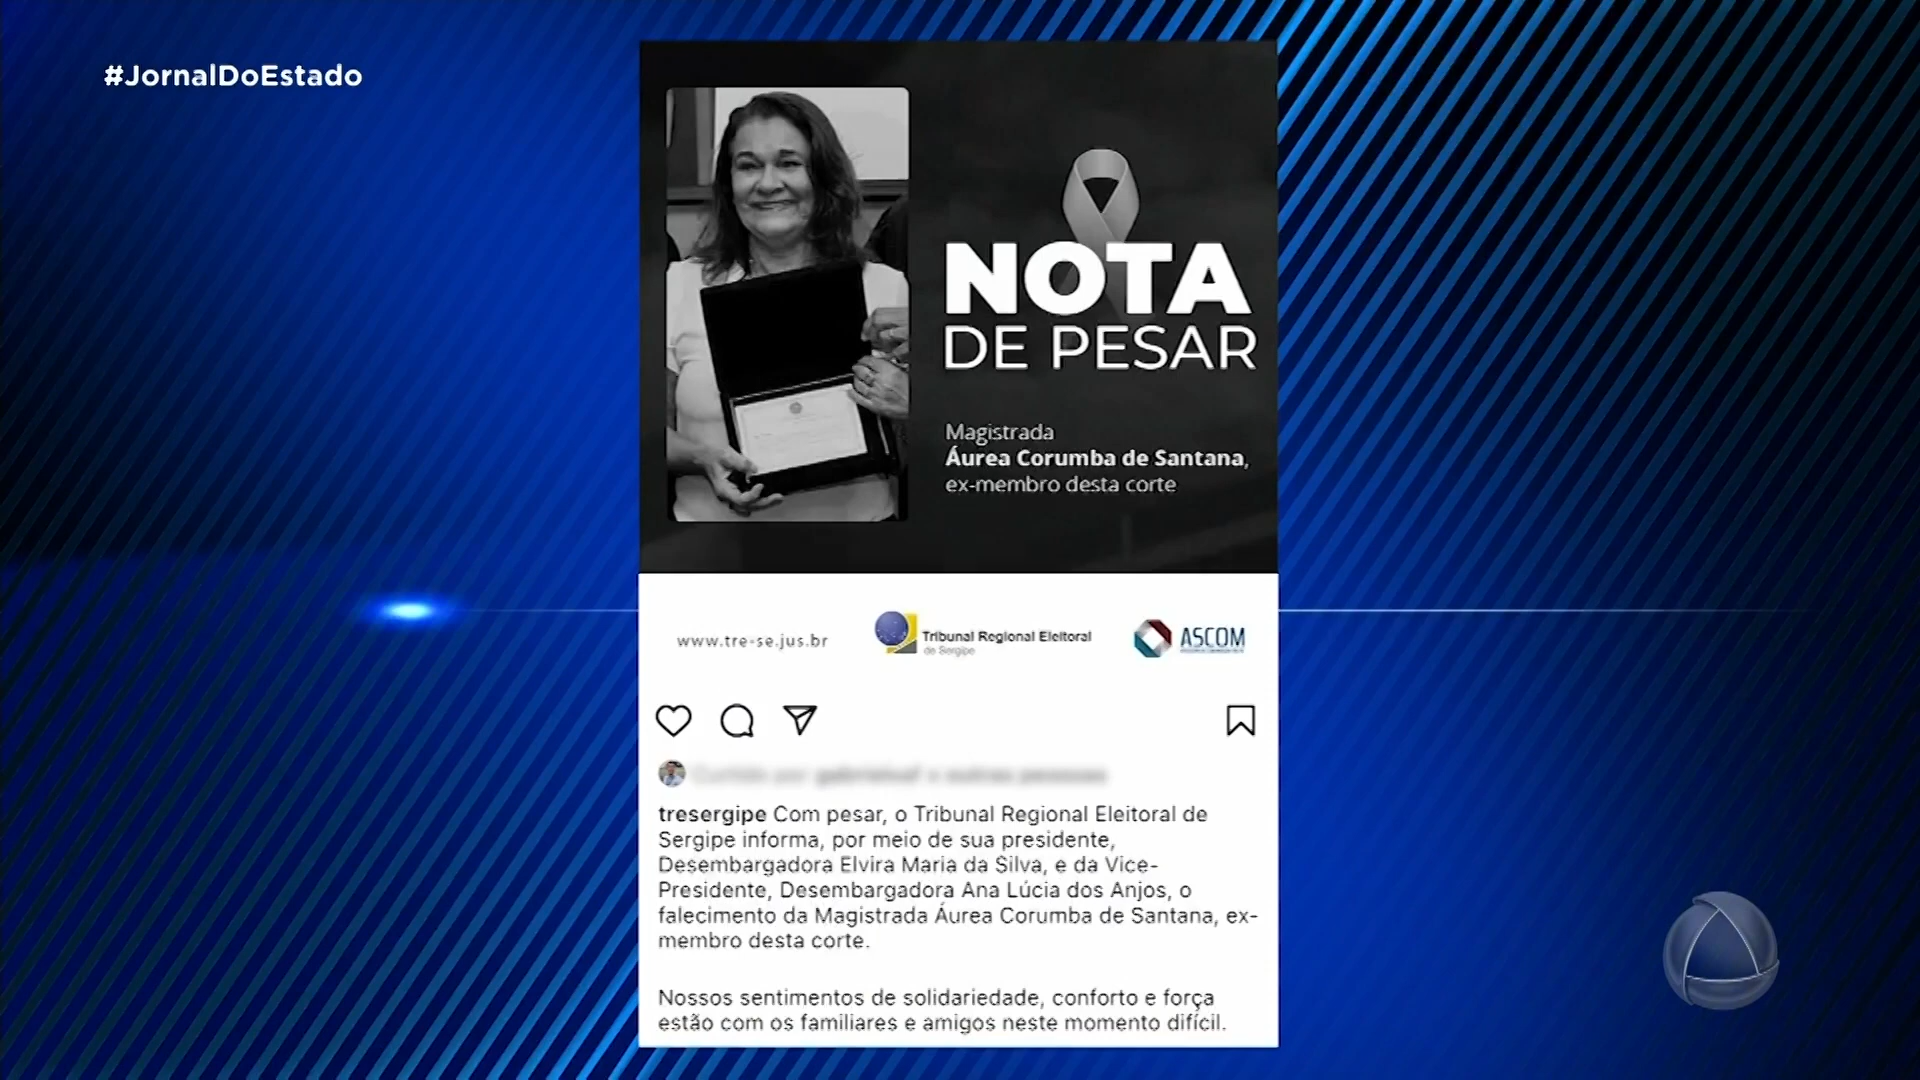 #JornalDoEstado
NOTA
DE PESAR
Magistrada
Áurea Corumba de Santana,
ex-membro desta corte
www.tre-se.jus.br
Tribunal Regional Eleitoral
de Sergipe
ASCOM
tresergipe Com pesar, o Tribunal Regional Eleitoral de
Sergipe informa, por meio de sua presidente,
Desembargadora Elvira Maria da Silva, e da Vice-
Presidente, Desembargadora Ana Lúcia dos Anjos, o
falecimento da Magistrada Áurea Corumba de Santana, ex-
membro desta corte.
Nossos sentimentos de solidariedade, conforto e força
estão com os familiares e amigos neste momento difícil.